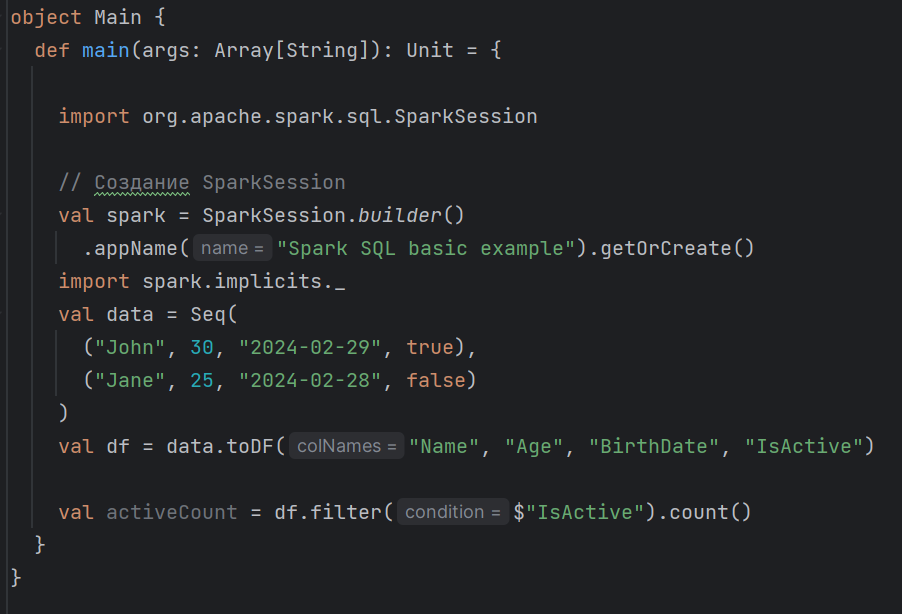 object Main {
def main(args: Array[String]): Unit = {
import org.apache.spark.sql.SparkSession
// Создание SparkSession
val spark = SparkSession.builder()
.appName( name = "Spark SQL basic example").getOrCreate()
import spark.implicits._
val data = Seq(
("John", 30, "2024-02-29", true),
("Jane", 25, "2024-02-28", false)
)
val df = data.toDF( colNames = "Name", "Age", "BirthDate", "IsActive")
val activeCount = df.filter( condition = $"IsActive").count()
}
}